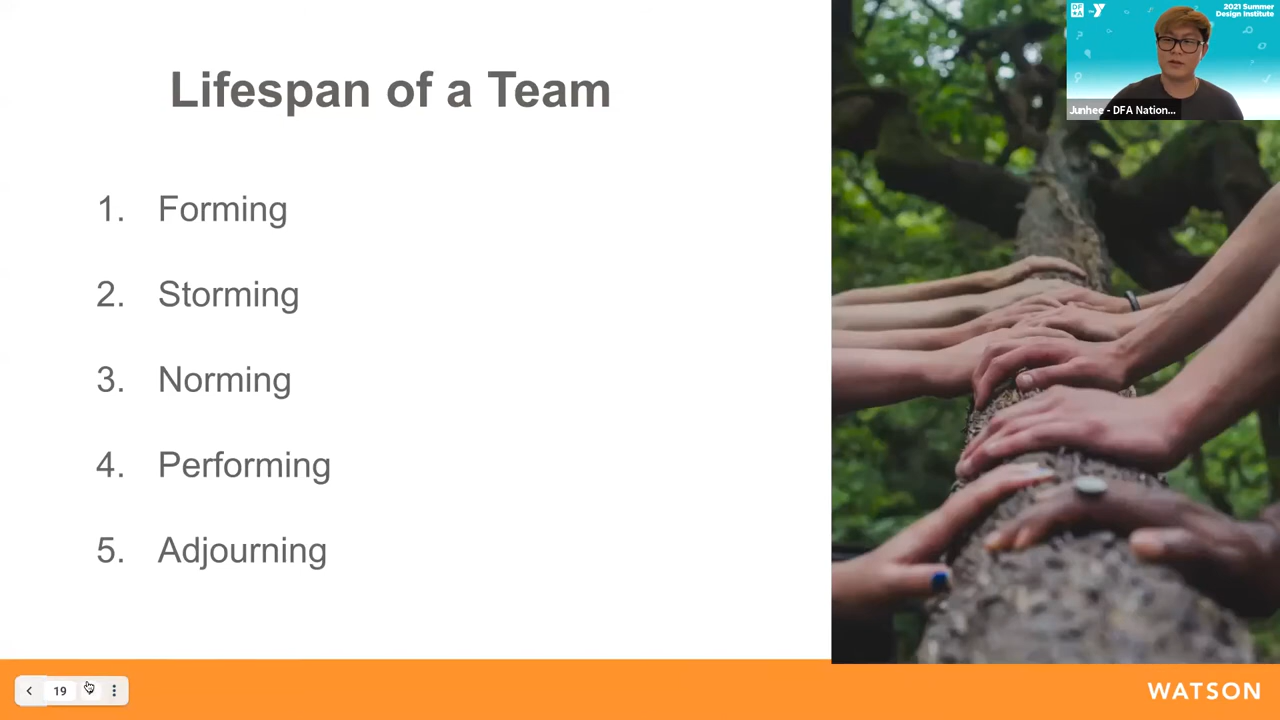 Lifespan of a Team
1. Forming
2. Storming
3. Norming
4. Performing
5. Adjourning
DFA
Y
2021 Summer
Design Institute
Junhee - DFA Nation...
19
WATSON